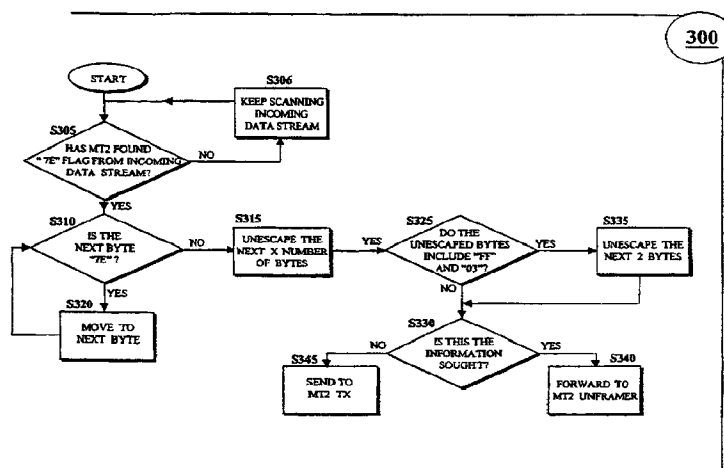 300
START
S306
KEEP SCANNING
INCOMING
DATA STREAM
S305
HAS MT2 FOUND
"7E" FLAG FROM INCOMING
DATA STREAM?
NO
YES
S310
IS THE
NEXT BYTE
"7E"?
NO
S315
UNESCAPE THE
NEXT X NUMBER
OF BYTES
YES
S325
DO THE
UNESCAPED BYTES
INCLUDE "FF"
AND "03"?
YES
S335
UNESCAPE THE
NEXT 2 BYTES
YES
S320
MOVE TO
NEXT BYTE
NO
S330
IS THIS THE
INFORMATION
SOUGHT?
NO
S345
SEND TO
MT2 TX
YES
S340
FORWARD TO
MT2 UNFRAMER